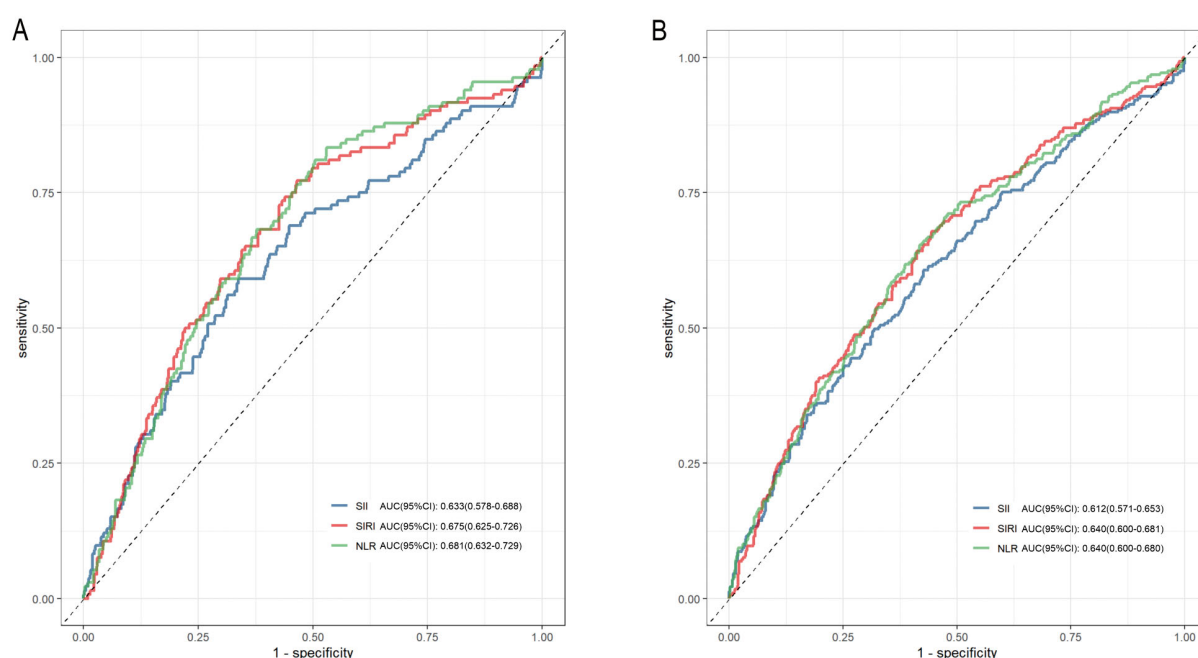 A
1.00
0.75
0.50
0.25
0.00
sensitivity
SII AUC(95%CI): 0.633(0.578-0.688)
SIRI AUC(95%CI): 0.675(0.625-0.726)
NLR AUC(95%CI): 0.681(0.632-0.729)
0.00 0.25 0.50 0.75 1.00
1 - specificity
B
1.00
0.75
0.50
0.25
0.00
sensitivity
SII AUC(95%CI): 0.612(0.571-0.653)
SIRI AUC(95%CI): 0.640(0.600-0.681)
NLR AUC(95%CI): 0.640(0.600-0.680)
0.00 0.25 0.50 0.75 1.00
1 - specificity